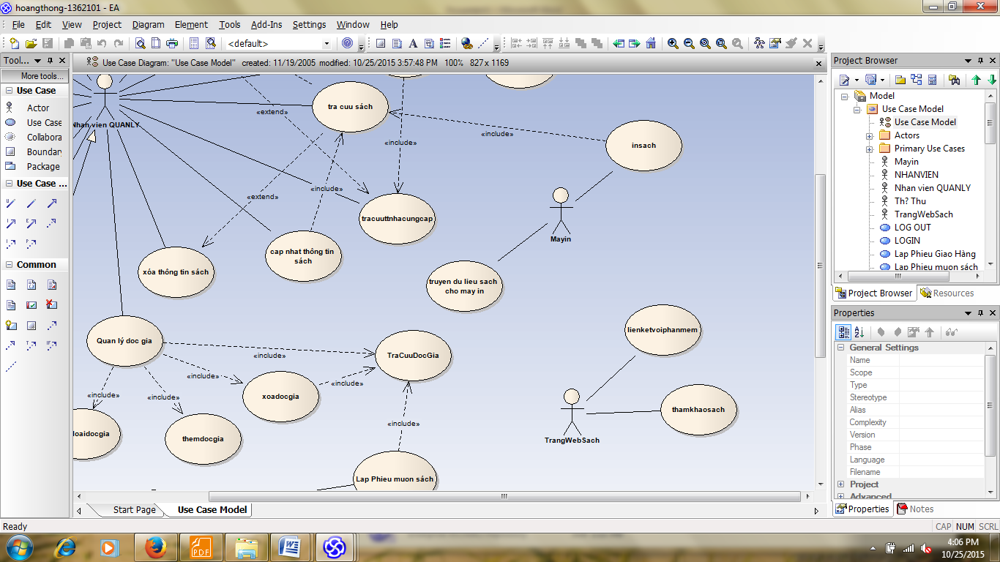 hoangthong-1362101 - EA
File Edit View Project Diagram Element Tools Add-Ins Settings Window Help
<default>
Tool...
More tools...
Use Case
Actor
Use Case
Collabora
Boundar
Package
Use Case ...
Common
Use Case Diagram: "Use Case Model" created: 11/19/2005 modified: 10/25/2015 3:57:48 PM 100% 827 x 1169
Nhan vien QUANLY
tra cuu sách
«extend»
«include»
«include»
insach
«extend»
«include»
tracuuttnhacungcap
Mayin
xóa thông tin sách
cap nhat thông tin
sách
truyen du lieu sach
cho may in
Quan lý doc gia
«include»
TraCuuDocGia
lienketvoiphanmem
«include»
«include»
xoadocgia
«include»
«include»
loaidocgia
themdocgia
«include»
thamkhaosach
TrangWebSach
Lap Phieu muon sách
Start Page
Use Case Model
Project Browser
Model
Use Case Model
Use Case Model
Actors
Primary Use Cases
Mayin
NHANVIEN
Nhan vien QUANLY
Th? Thu
TrangWebSach
LOG OUT
LOGIN
Lap Phieu Giao Hàng
Lap Phieu muon sách
Project Browser
Resources
Properties
General Settings
Name
Scope
Type
Stereotype
Alias
Complexity
Version
Phase
Language
Filename
Project
Advanced
Properties
Notes
Ready
CAP NUM SCRL
PDF
4:06 PM
10/25/2015